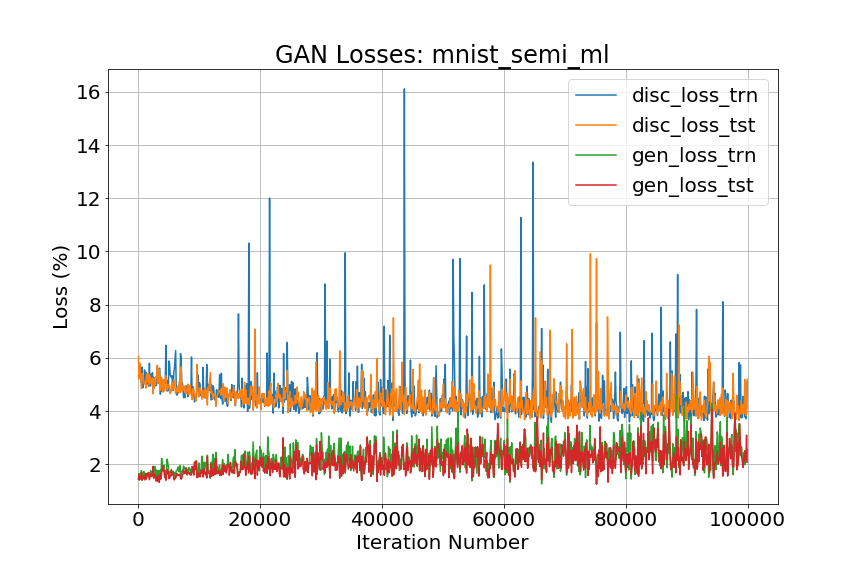 GAN Losses: mnist_semi_ml
disc_loss_trn
disc_loss_tst
gen_loss_trn
gen_loss_tst
Loss (%)
16
14
12
10
8
6
4
2
0
20000
40000
60000
80000
100000
Iteration Number